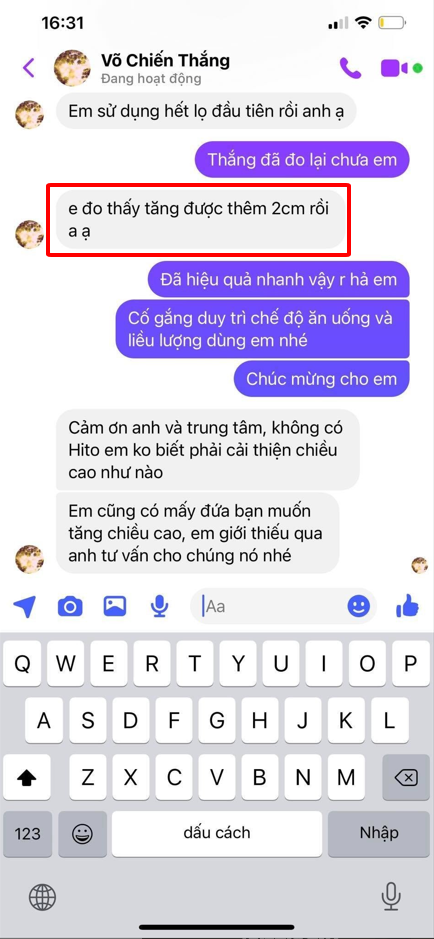 16:31
Võ Chiến Thắng
Đang hoạt động
Em sử dụng hết lọ đầu tiên rồi anh ạ
Thắng đã đo lại chưa em
e đo thấy tăng được thêm 2cm rồi
a ạ
Đã hiệu quả nhanh vậy r hả em
Cố gắng duy trì chế độ ăn uống và
liều lượng dùng em nhé
Chúc mừng cho em
Cảm ơn anh và trung tâm, không có
Hito em ko biết phải cải thiện chiều
cao như nào
Em cũng có mấy đứa bạn muốn
tăng chiều cao, em giới thiếu qua
anh tư vấn cho chúng nó nhé
Aa
Q W E R T Y U I O P
A S D F G H J K L
Z X C V B N M
123 dấu cách Nhập